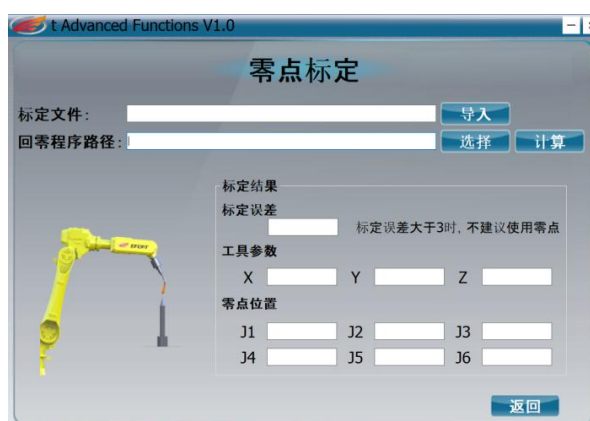 t Advanced Functions V1.0
零点标定
标定文件: 导入
回零程序路径: 选择 计算
标定结果
标定误差
标定误差大于3时, 不建议使用零点
工具参数
X Y Z
零点位置
J1 J2 J3
J4 J5 J6
返回